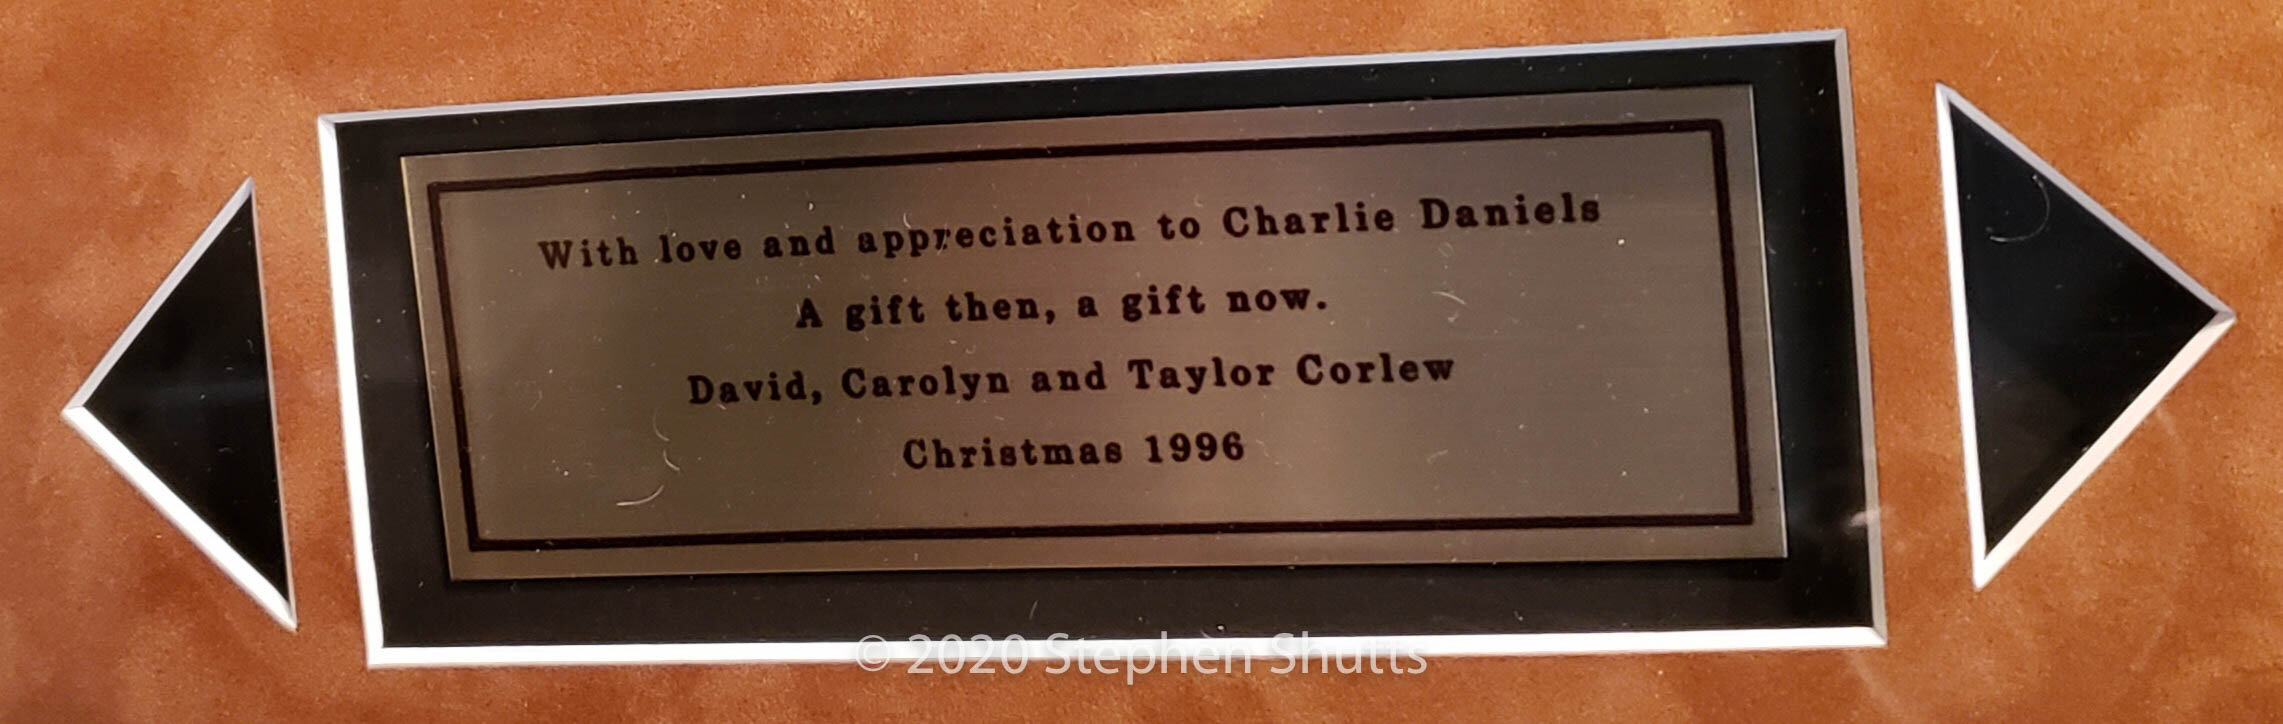 With love and appreciation to Charlie Daniels
A gift then, a gift now.
David, Carolyn and Taylor Corlew
Christmas 1996
© 2020 Stephen Shutts